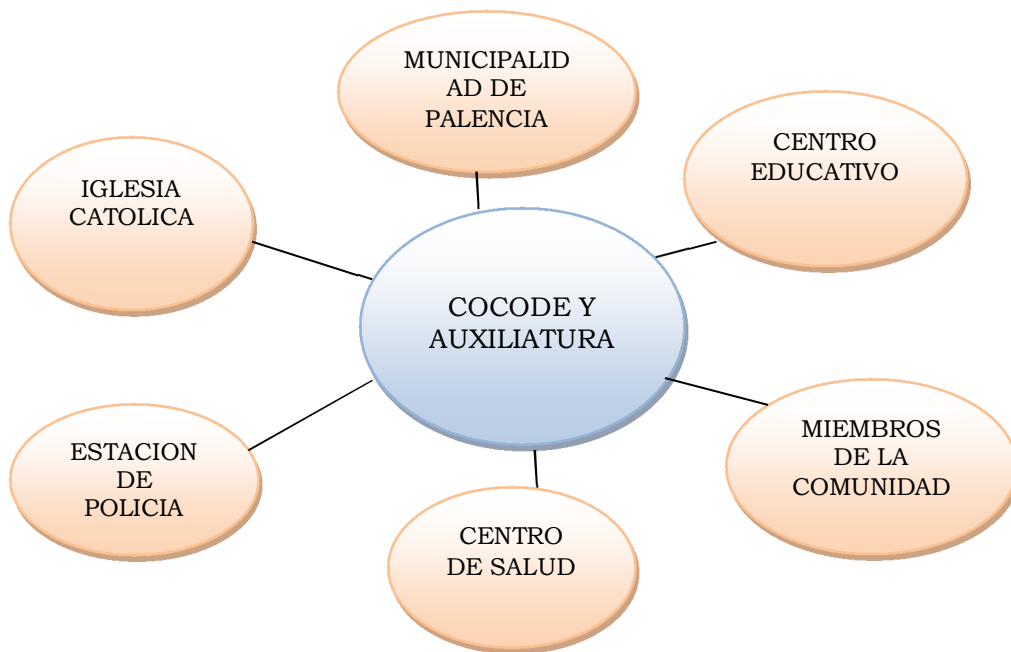 MUNICIPALID
AD DE
PALENCIA
CENTRO
EDUCATIVO
IGLESIA
CATOLICA
COCODE Y
AUXILIATURA
MIEMBROS
DE LA
COMUNIDAD
ESTACION
DE
POLICIA
CENTRO
DE SALUD